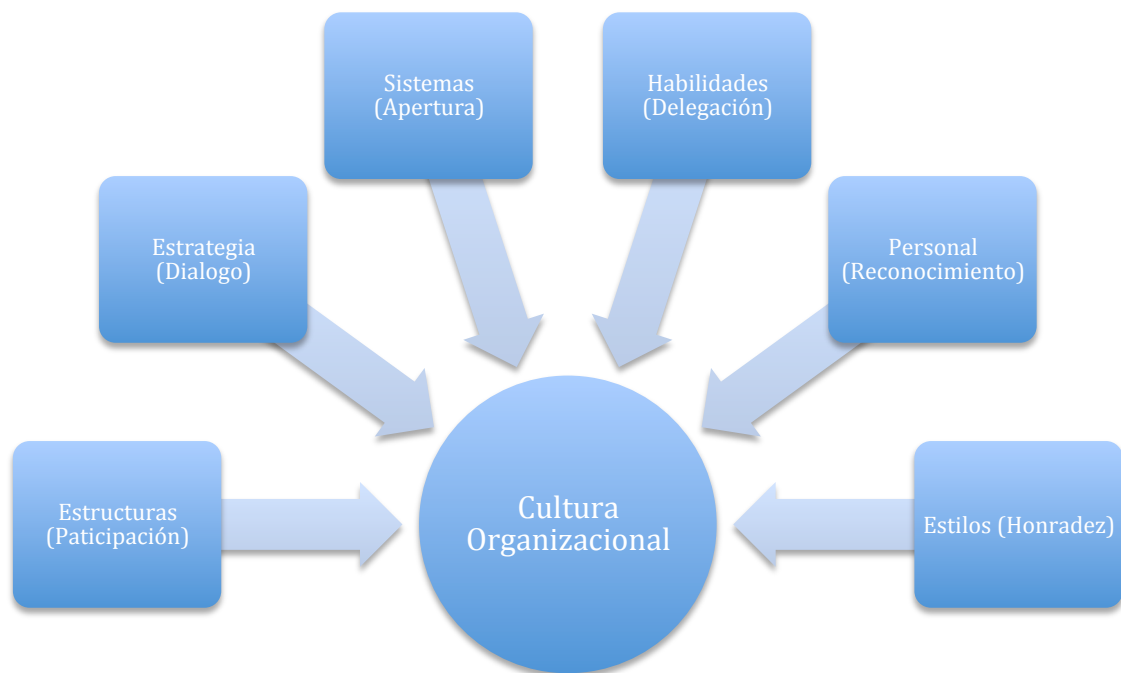 Sistemas
(Apertura)
Habilidades
(Delegación)
Estrategia
(Dialogo)
Personal
(Reconocimiento)
Estructuras
(Paticipación)
Cultura
Organizacional
Estilos (Honradez)